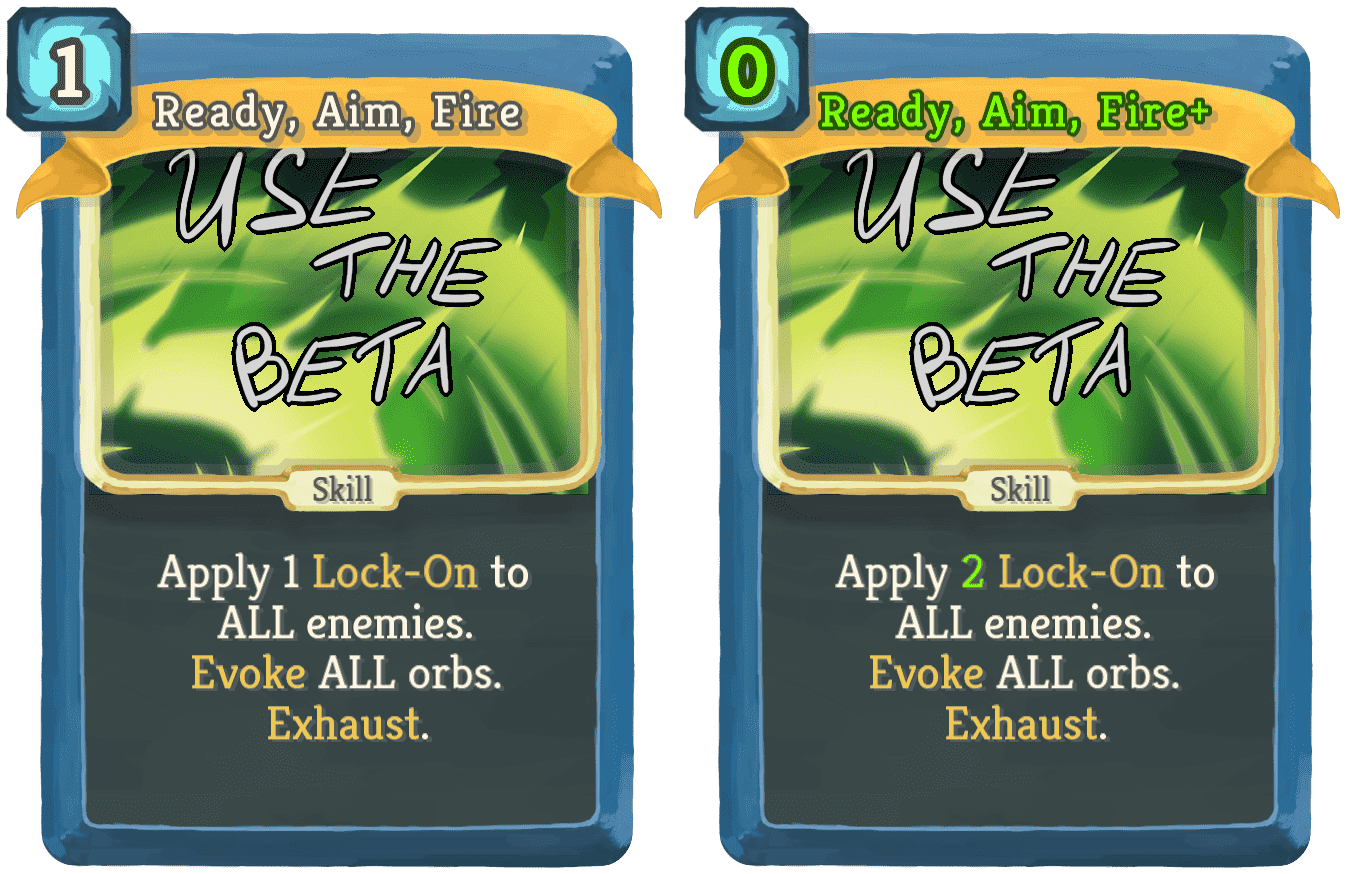 1
Ready, Aim, Fire
USE
THE
BETA
Skill
Apply 1 Lock-On to
ALL enemies.
Evoke ALL orbs.
Exhaust.
0
Ready, Aim, Fire+
USE
THE
BETA
Skill
Apply 2 Lock-On to
ALL enemies.
Evoke ALL orbs.
Exhaust.